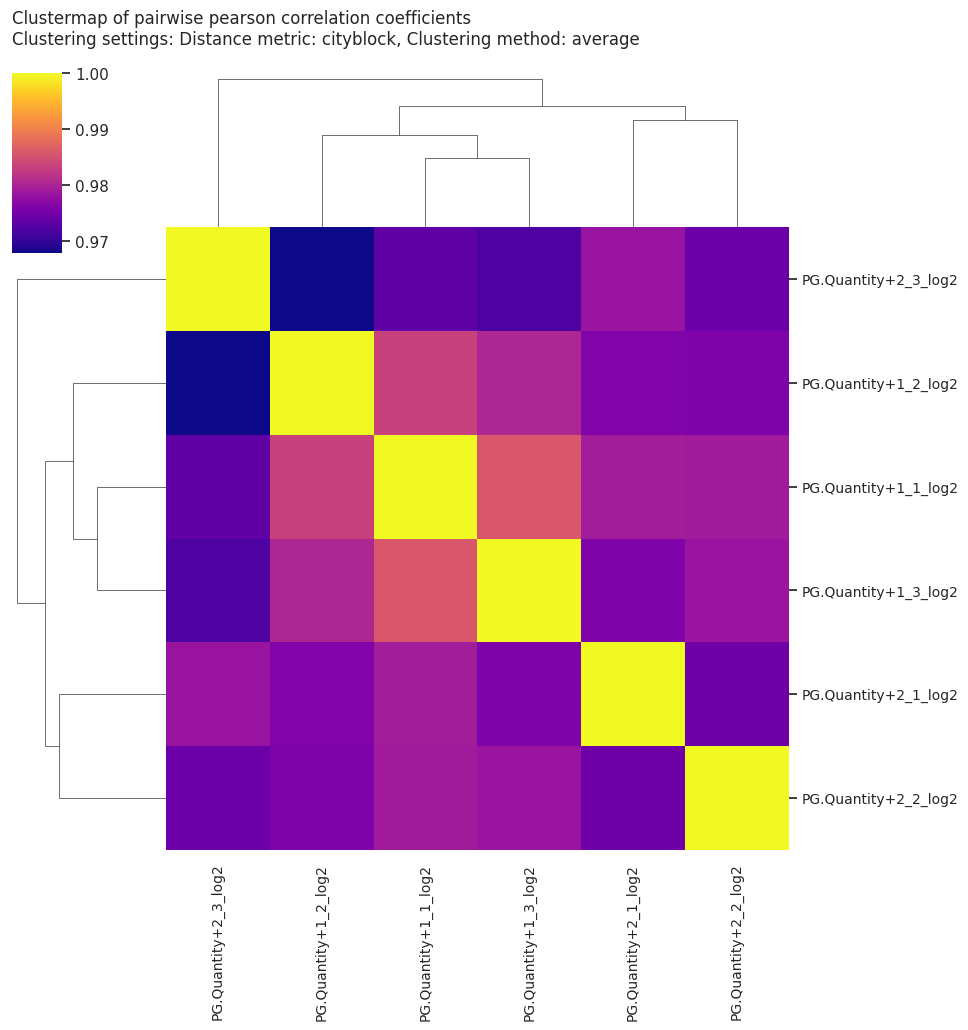 Clustermap of pairwise pearson correlation coefficients
Clustering settings: Distance metric: cityblock, Clustering method: average
1.00
0.99
0.98
0.97
PG.Quantity+2_3_log2
PG.Quantity+1_2_log2
PG.Quantity+1_1_log2
PG.Quantity+1_3_log2
PG.Quantity+2_1_log2
PG.Quantity+2_2_log2
PG.Quantity+2_3_log2
PG.Quantity+1_2_log2
PG.Quantity+1_1_log2
PG.Quantity+1_3_log2
PG.Quantity+2_1_log2
PG.Quantity+2_2_log2